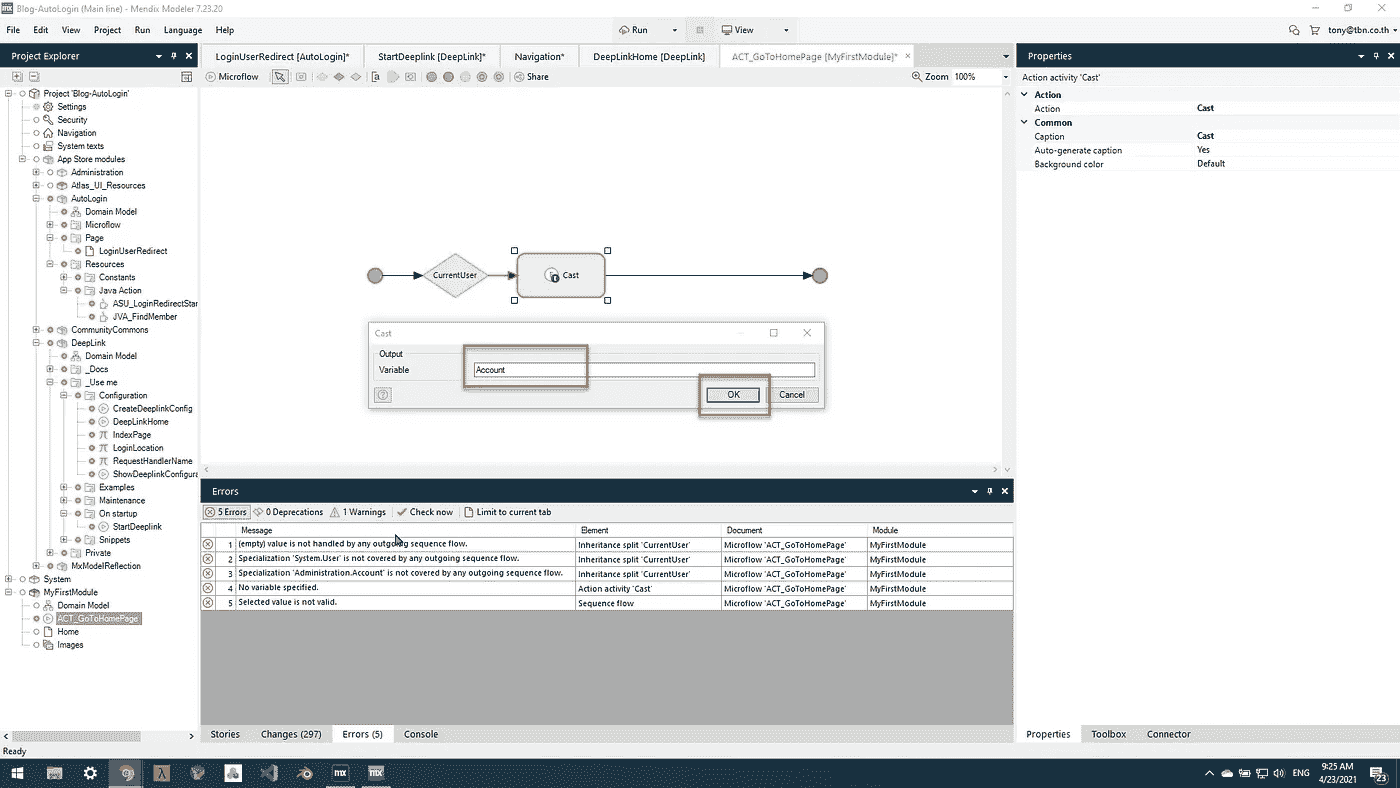 Blog-AutoLogin (Main line) - Mendix Modeler 7.23.20
File Edit View Project Run Language Help
Run
View
tony@tbn.co.th
Project Explorer
LoginUserRedirect [AutoLogin]*
StartDeeplink [DeepLink]*
Navigation*
DeepLinkHome [DeepLink]
ACT_GoToHomePage [MyFirstModule]*
Properties
Microflow
Share
Zoom 100%
Action activity 'Cast'
Action
Action Cast
Common
Caption Cast
Auto-generate caption Yes
Background color Default
Project 'Blog-AutoLogin'
Settings
Security
Navigation
System texts
App Store modules
Administration
Atlas_UI_Resources
AutoLogin
Domain Model
Microflow
Page
LoginUserRedirect
Resources
Constants
Java Action
ASU_LoginRedirectStar
JVA_FindMember
CommunityCommons
DeepLink
Domain Model
_Docs
_Use me
Configuration
CreateDeeplinkConfig
DeepLinkHome
IndexPage
LoginLocation
RequestHandlerName
ShowDeeplinkConfigura
Examples
Maintenance
On startup
StartDeeplink
Snippets
Private
MxModelReflection
System
MyFirstModule
Domain Model
ACT_GoToHomePage
Home
Images
CurrentUser
Cast
Cast
Output
Variable Account
OK
Cancel
Errors
5 Errors 0 Deprecations 1 Warnings Check now Limit to current tab
Message Element Document Module
1 (empty) value is not handled by any outgoing sequence flow. Inheritance split 'CurrentUser' Microflow 'ACT_GoToHomePage' MyFirstModule
2 Specialization 'System.User' is not covered by any outgoing sequence flow. Inheritance split 'CurrentUser' Microflow 'ACT_GoToHomePage' MyFirstModule
3 Specialization 'Administration.Account' is not covered by any outgoing sequence flow. Inheritance split 'CurrentUser' Microflow 'ACT_GoToHomePage' MyFirstModule
4 No variable specified. Action activity 'Cast' Microflow 'ACT_GoToHomePage' MyFirstModule
5 Selected value is not valid. Sequence flow Microflow 'ACT_GoToHomePage' MyFirstModule
Stories Changes (297) Errors (5) Console
Properties Toolbox Connector
Ready
mx
mx
ENG
9:25 AM
4/23/2021
23